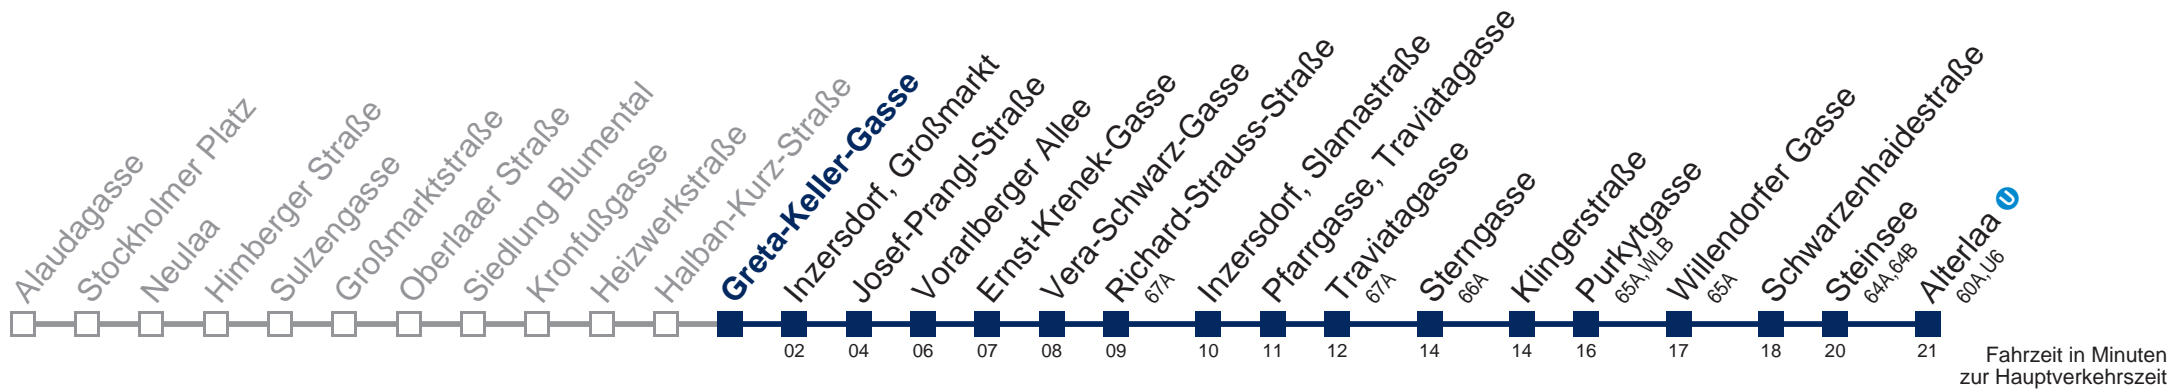 Alaudagasse
Stockholmer Platz
Neulaa
Himberger Straße
Sulzengasse
Großmarktstraße
Oberlaaer Straße
Siedlung Blumental
Kronfußgasse
Heizwerkstraße
Halban-Kurz-Straße
Greta-Keller-Gasse
Inzersdorf, Großmarkt
Josef-Prangl-Straße
Vorarlberger Allee
Ernst-Krenek-Gasse
Vera-Schwarz-Gasse
Richard-Strauss-Straße
67A
Inzersdorf, Slamastraße
Pfarrgasse, Traviatagasse
Traviatagasse
67A
Sterngasse
66A
Klingerstraße
Purkytgasse
65A, WLB
Willendorfer Gasse
65A
Schwarzenhaidestraße
Steinsee
64A, 64B
Alterlaa U
60A, U6
02 04 06 07 08 09 10 11 12 14 14 16 17 18 20 21
Fahrzeit in Minuten
zur Hauptverkehrszeit